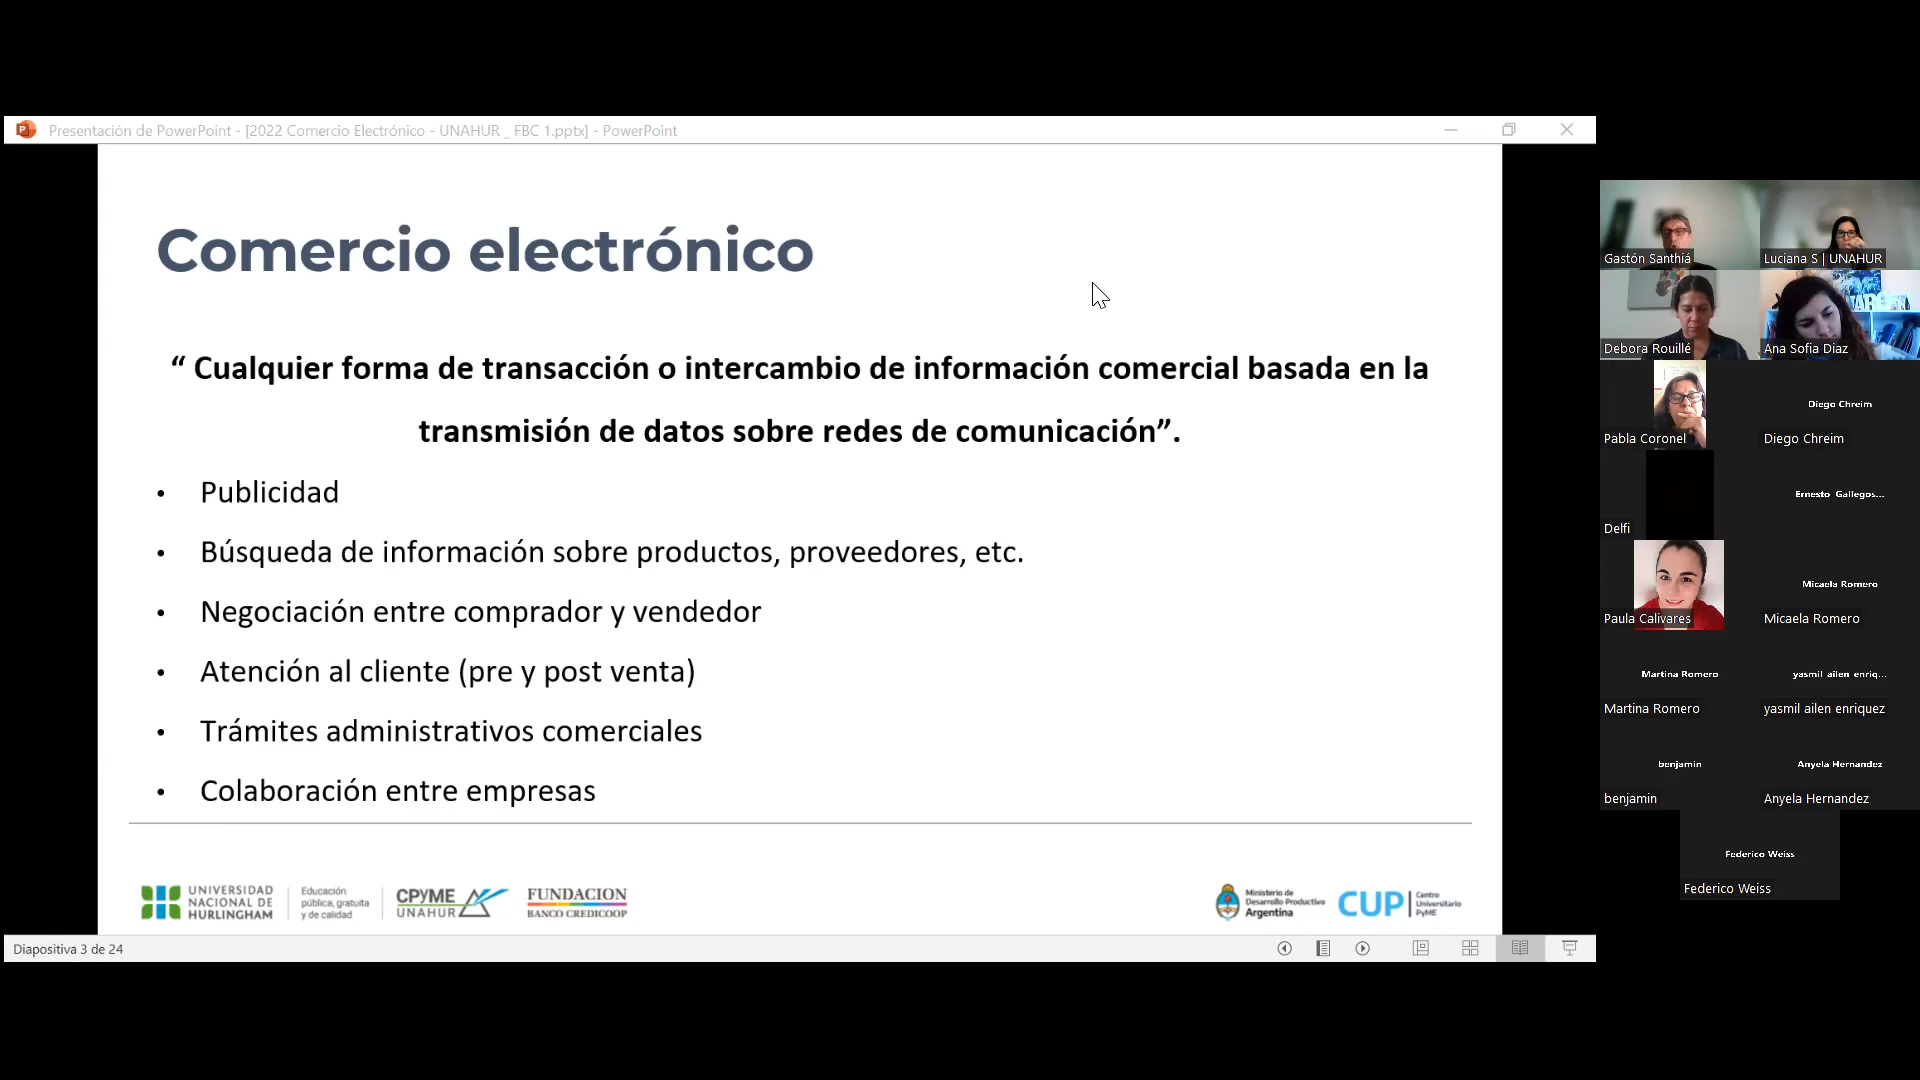 Presentación de PowerPoint - [2022 Comercio Electrónico - UNAHUR _ FBC 1.pptx] - PowerPoint
Comercio electrónico
“ Cualquier forma de transacción o intercambio de información comercial basada en la
transmisión de datos sobre redes de comunicación”.
• Publicidad
• Búsqueda de información sobre productos, proveedores, etc.
• Negociación entre comprador y vendedor
• Atención al cliente (pre y post venta)
• Trámites administrativos comerciales
• Colaboración entre empresas
UNIVERSIDAD
NACIONAL DE
HURLINGHAM
Educación
pública, gratuita
y de calidad
CPYME
UNAHUR
FUNDACION
BANCO CREDICOOP
Ministerio de
Desarrollo Productivo
Argentina
CUP
Centro
Universitario
PyME
Diapositiva 3 de 24
Gastón Santhiá
Luciana S | UNAHUR
Debora Rouillé
Ana Sofia Diaz
Pabla Coronel
Diego Chreim
Diego Chreim
Delfi
Ernesto Gallegos...
Paula Calivares
Micaela Romero
Micaela Romero
Martina Romero
Martina Romero
yasmil ailen enriq...
yasmil ailen enriquez
benjamin
benjamin
Anyela Hernandez
Anyela Hernandez
Federico Weiss
Federico Weiss